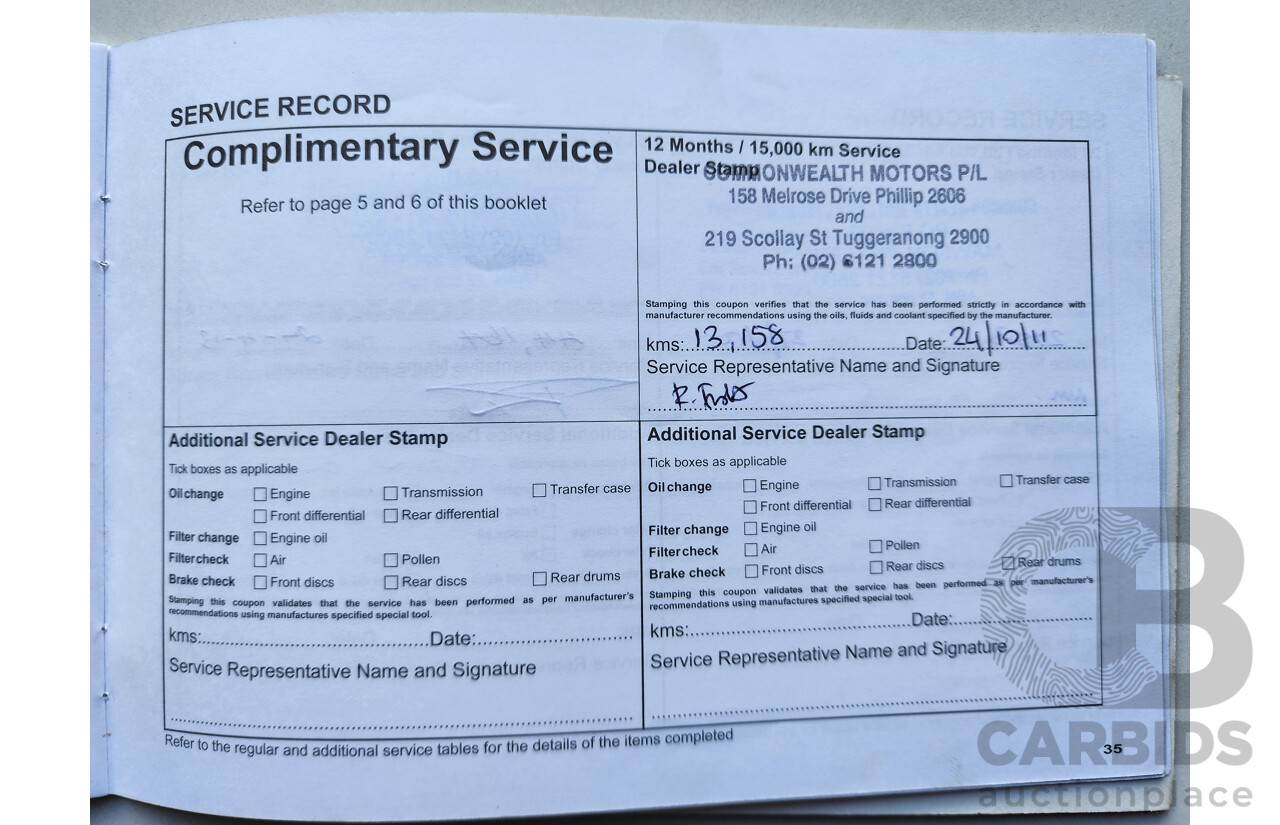 SERVICE RECORD
Complimentary Service
Refer to page 5 and 6 of this booklet
12 Months / 15,000 km Service
Dealer Stamp
COMMONWEALTH MOTORS P/L
158 Melrose Drive Phillip 2606
and
219 Scollay St Tuggeranong 2900
Ph: (02) 6121 2800
Stamping this coupon verifies that the service has been performed strictly in accordance with
manufacturer recommendations using the oils, fluids and coolant specified by the manufacturer.
kms: 13,158 Date: 24/10/11
Service Representative Name and Signature
R.
Additional Service Dealer Stamp
Tick boxes as applicable
Oil change Engine Transmission Transfer case
Front differential Rear differential
Filter change Engine oil
Filter check Air Pollen
Brake check Front discs Rear discs Rear drums
Stamping this coupon validates that the service has been performed as per manufacturer's
recommendations using manufactures specified special tool.
kms: Date:
Service Representative Name and Signature
Additional Service Dealer Stamp
Tick boxes as applicable
Oil change Engine Transmission Transfer case
Front differential Rear differential
Filter change Engine oil
Filter check Air Pollen
Brake check Front discs Rear discs Rear drums
Stamping this coupon validates that the service has been performed as per manufacturer's
recommendations using manufactures specified special tool.
kms: Date:
Service Representative Name and Signature
Refer to the regular and additional service tables for the details of the items completed
35
CB
CARBIDS
auctionplace